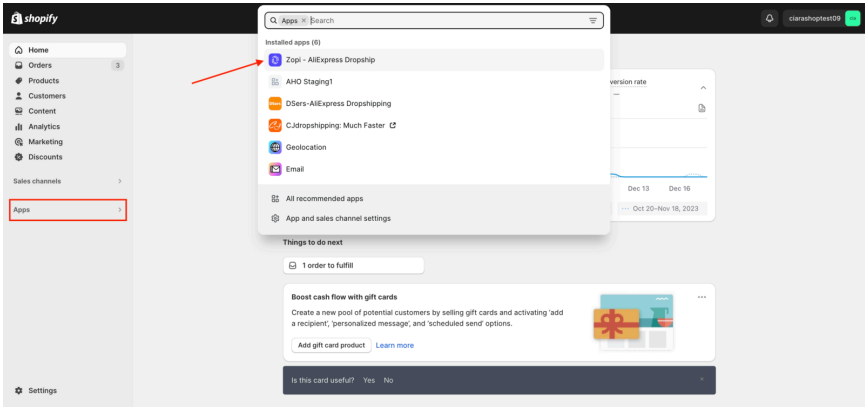 shopify
Apps × Search
ciarashoptest09
Home
Orders 3
Products
Customers
Content
Analytics
Marketing
Discounts
Sales channels
Apps
Settings
Installed apps (6)
Zopi - AliExpress Dropship
AHO Staging1
DSers-AliExpress Dropshipping
CJdropshipping: Much Faster
Geolocation
Email
All recommended apps
App and sales channel settings
version rate
—
Dec 13 Dec 16
Oct 20–Nov 18, 2023
Things to do next
1 order to fulfill
Boost cash flow with gift cards
Create a new pool of potential customers by selling gift cards and activating 'add
a recipient', 'personalized message', and 'scheduled send' options.
Add gift card product Learn more
Is this card useful? Yes No ×